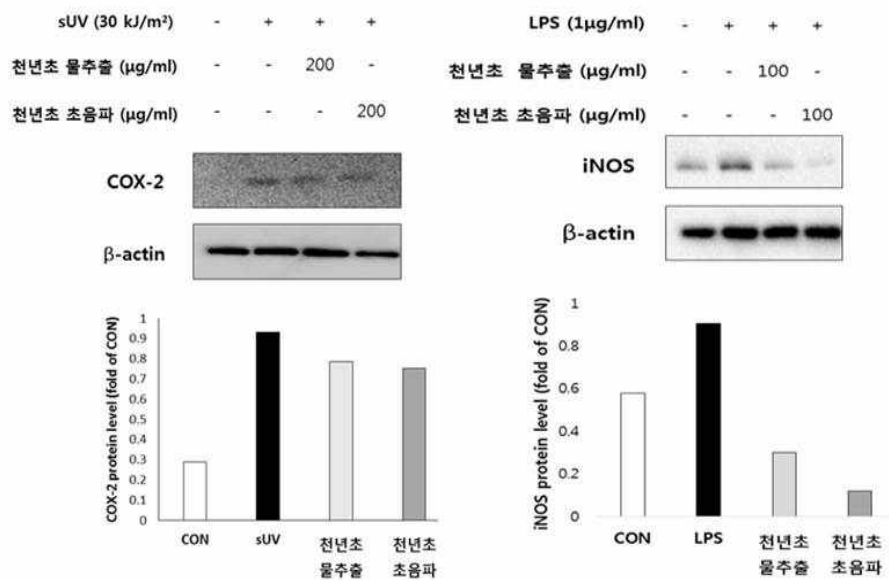 sUV (30 kJ/m²) - + + +
천년초 물추출 (μg/ml) - - 200 -
천년초 초음파 (μg/ml) - - - 200
COX-2
β-actin
COX-2 protein level (fold of CON)
1
0.9
0.8
0.7
0.6
0.5
0.4
0.3
0.2
0.1
0
CON sUV 천년초 물추출 천년초 초음파
LPS (1μg/ml) - + + +
천년초 물추출 (μg/ml) - - 100 -
천년초 초음파 (μg/ml) - - - 100
iNOS
β-actin
iNOS protein level (fold of CON)
1
0.8
0.6
0.4
0.2
0
CON LPS 천년초 물추출 천년초 초음파